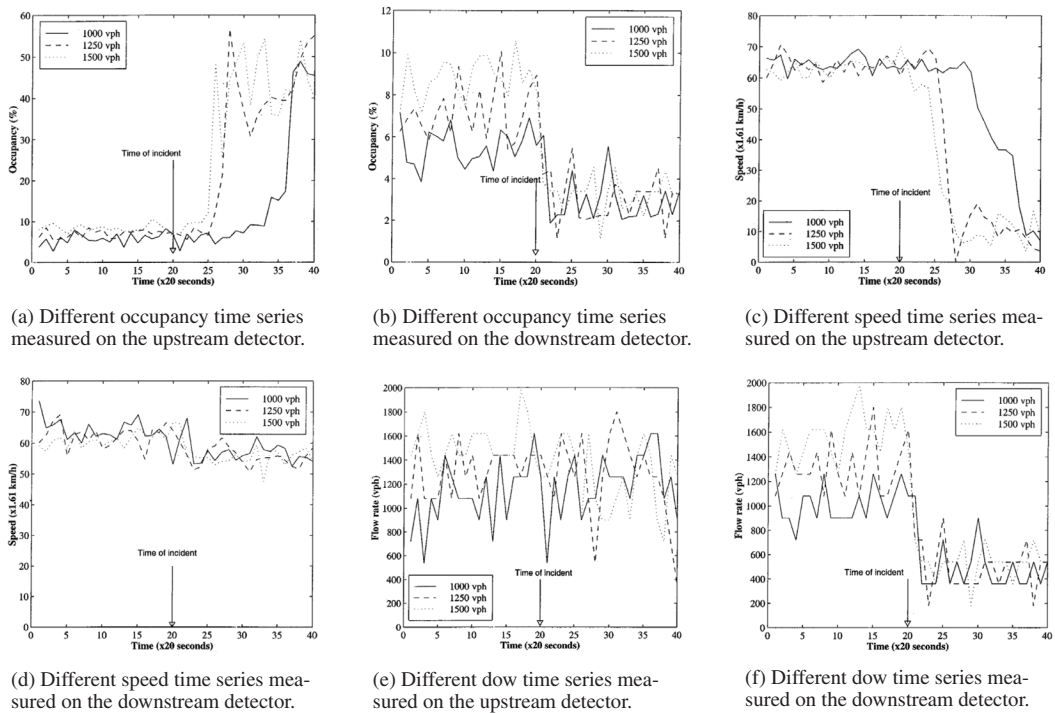 60
50
40
30
20
10
0
Occupancy (%)
1000 vph
1250 vph
1500 vph
Time of incident
0 5 10 15 20 25 30 35 40
Time (x20 seconds)
(a) Different occupancy time series
measured on the upstream detector.
12
10
8
6
4
2
0
Occupancy (%)
1000 vph
1250 vph
1500 vph
Time of incident
0 5 10 15 20 25 30 35 40
Time (x20 seconds)
(b) Different occupancy time series
measured on the downstream detector.
80
70
60
50
40
30
20
10
0
Speed (x1.61 km/h)
Time of incident
1000 vph
1250 vph
1500 vph
0 5 10 15 20 25 30 35 40
Time (x20 seconds)
(c) Different speed time series mea-
sured on the upstream detector.
80
70
60
50
40
30
20
10
0
Speed (x1.61 km/h)
1000 vph
1250 vph
1500 vph
Time of incident
0 5 10 15 20 25 30 35 40
Time (x20 seconds)
(d) Different speed time series mea-
sured on the downstream detector.
2000
1800
1600
1400
1200
1000
800
600
400
200
0
Flow rate (vph)
Time of incident
1000 vph
1250 vph
1500 vph
0 5 10 15 20 25 30 35 40
Time (x20 seconds)
(e) Different dow time series mea-
sured on the upstream detector.
2000
1800
1600
1400
1200
1000
800
600
400
200
0
Flow rate (vph)
1000 vph
1250 vph
1500 vph
Time of incident
0 5 10 15 20 25 30 35 40
Time (x20 seconds)
(f) Different dow time series mea-
sured on the downstream detector.